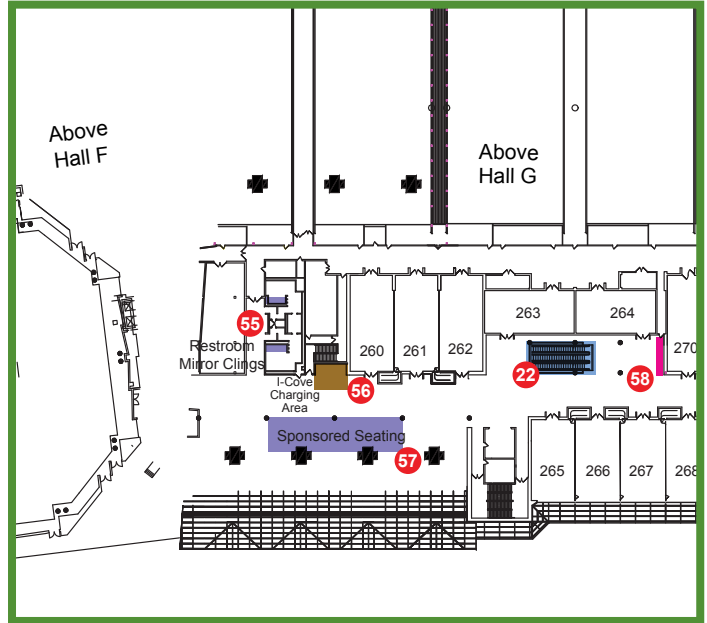 Above
Hall F
Above
Hall G
263
264
55
Restroom
Mirror Clings
260
261
262
270
22
58
I-Cove
Charging
Area
56
Sponsored Seating
57
265
266
267
268